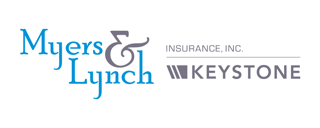 Myers &
Lynch
INSURANCE, INC.
KEYSTONE